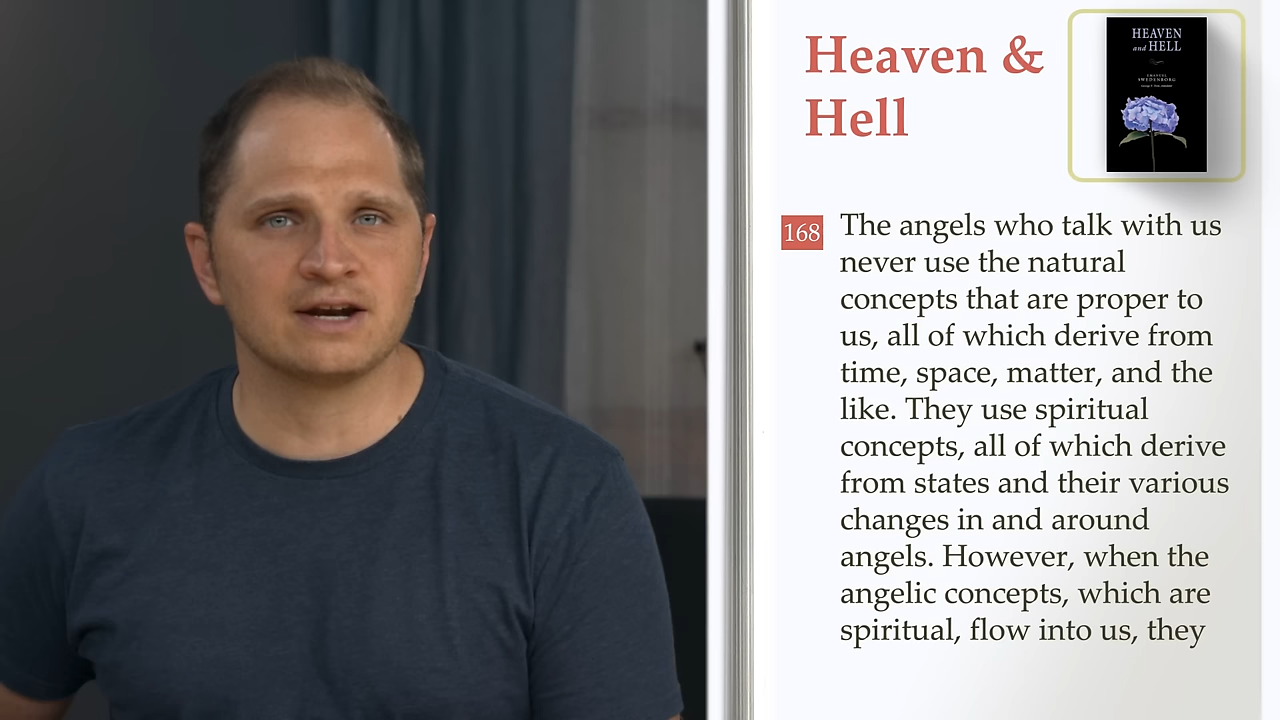 Heaven &
Hell
HEAVEN
and HELL
EMANUEL
SWEDENBORG
168
The angels who talk with us
never use the natural
concepts that are proper to
us, all of which derive from
time, space, matter, and the
like. They use spiritual
concepts, all of which derive
from states and their various
changes in and around
angels. However, when the
angelic concepts, which are
spiritual, flow into us, they